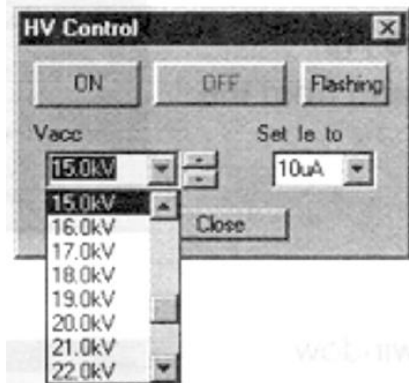 HV Control
ON OFF Flashing
Vacc Set Ie to
15.0kV 10uA
15.0kV
16.0kV
17.0kV
18.0kV
19.0kV
20.0kV
21.0kV
22.0kV
Close